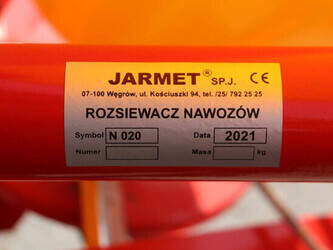 JARMET® SP.J. CE
07-100 Węgrów, ul. Kościuszki 94, tel. /25/ 792 25 25
ROZSIEWACZ NAWOZÓW
Symbol N 020 Data 2021
Numer Masa kg